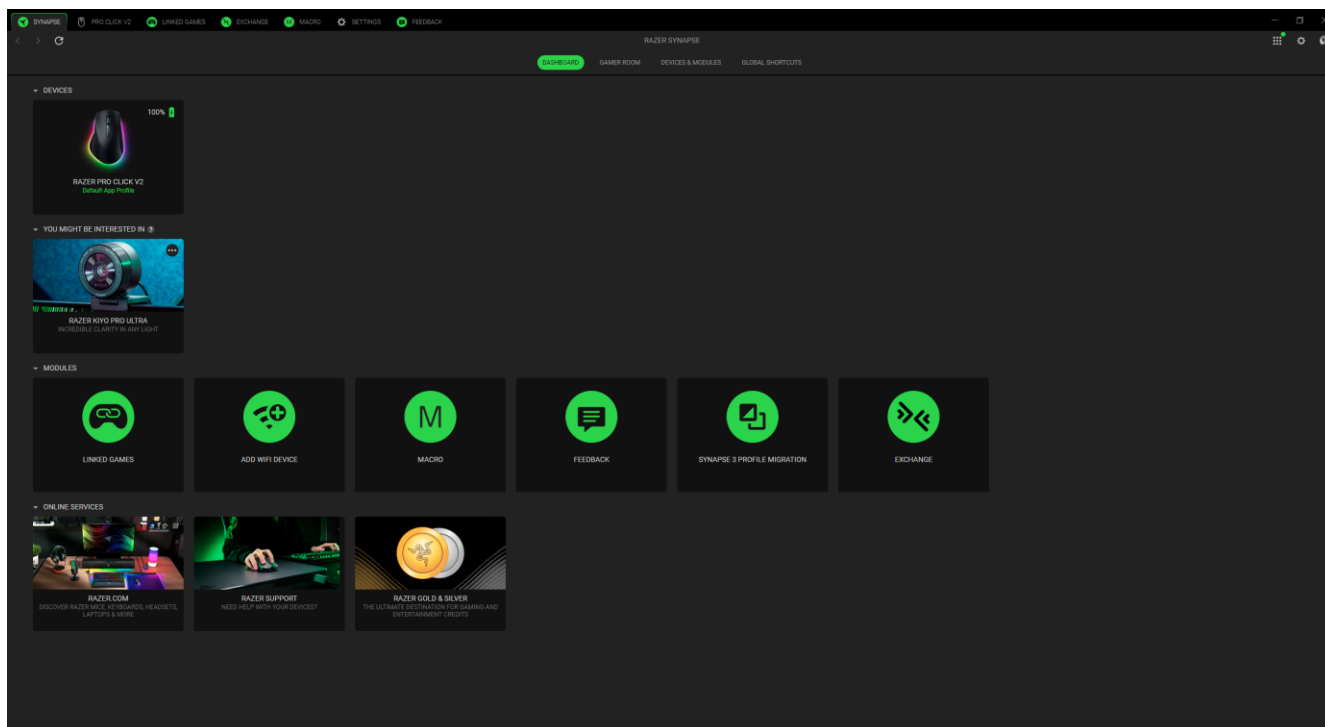 SYNAPSE
PRO CLICK V2
LINKED GAMES
EXCHANGE
MACRO
SETTINGS
FEEDBACK
RAZER SYNAPSE
DASHBOARD
GAMER ROOM
DEVICES & MODULES
GLOBAL SHORTCUTS
DEVICES
100%
RAZER PRO CLICK V2
Default App Profile
YOU MIGHT BE INTERESTED IN ?
RAZER KIYO PRO ULTRA
INCREDIBLE CLARITY IN ANY LIGHT
MODULES
LINKED GAMES
ADD WIFI DEVICE
M
MACRO
FEEDBACK
SYNAPSE 3 PROFILE MIGRATION
EXCHANGE
ONLINE SERVICES
RAZER.COM
DISCOVER RAZER MICE, KEYBOARDS, HEADSETS,
LAPTOPS & MORE
RAZER SUPPORT
NEED HELP WITH YOUR DEVICES?
RAZER GOLD & SILVER
THE ULTIMATE DESTINATION FOR GAMING AND
ENTERTAINMENT CREDITS